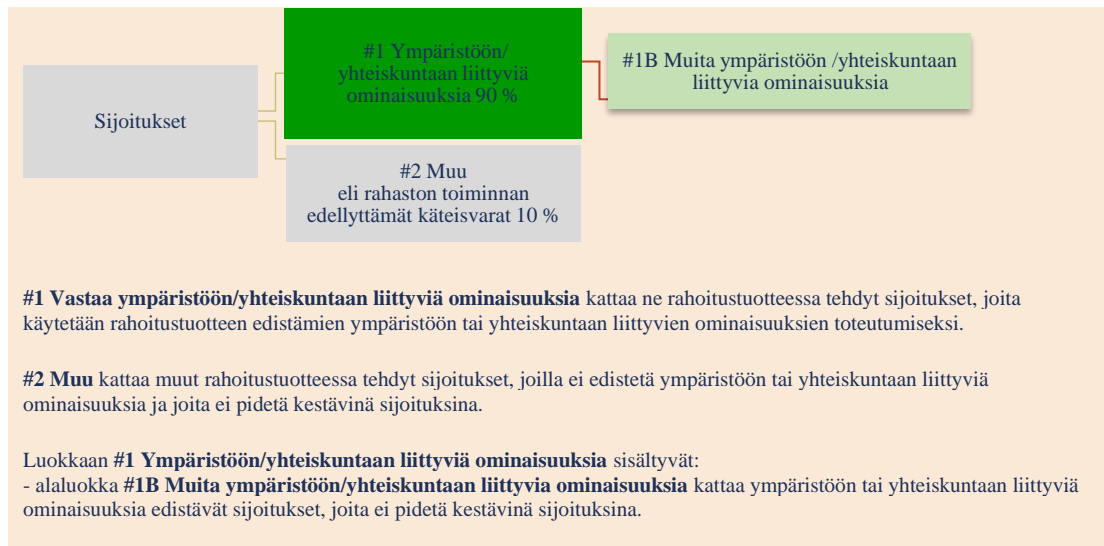 Sijoitukset
#1 Ympäristöön/
yhteiskuntaan liittyviä
ominaisuuksia 90 %
#1B Muita ympäristöön /yhteiskuntaan
liittyvia ominaisuuksia
#2 Muu
eli rahaston toiminnan
edellyttämät käteisvarat 10 %
#1 Vastaa ympäristöön/yhteiskuntaan liittyviä ominaisuuksia kattaa ne rahoitustuotteessa tehdyt sijoitukset, joita
käytetään rahoitustuotteen edistämien ympäristöön tai yhteiskuntaan liittyvien ominaisuuksien toteutumiseksi.
#2 Muu kattaa muut rahoitustuotteessa tehdyt sijoitukset, joilla ei edistetä ympäristöön tai yhteiskuntaan liittyviä
ominaisuuksia ja joita ei pidetä kestävinä sijoituksina.
Luokkaan #1 Ympäristöön/yhteiskuntaan liittyviä ominaisuuksia sisältyvät:
- alaluokka #1B Muita ympäristöön/yhteiskuntaan liittyvia ominaisuuksia kattaa ympäristöön tai yhteiskuntaan liittyviä
ominaisuuksia edistävät sijoitukset, joita ei pidetä kestävinä sijoituksina.